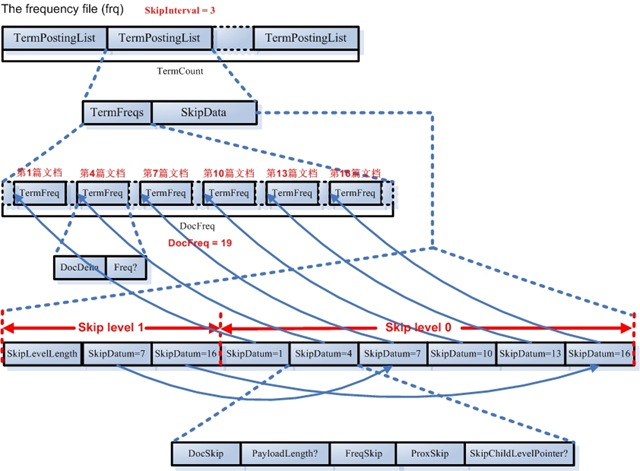 The frequency file (frq) SkipInterval = 3
TermPostingList TermPostingList TermPostingList
TermCount
TermFreqs SkipData
第1篇文档 第4篇文档 第7篇文档 第10篇文档 第13篇文档 第16篇文档
TermFreq TermFreq TermFreq TermFreq TermFreq TermFreq
DocFreq
DocFreq = 19
DocDelta Freq?
Skip level 1 Skip level 0
SkipLevelLength SkipDatum=7 SkipDatum=16 SkipDatum=1 SkipDatum=4 SkipDatum=7 SkipDatum=10 SkipDatum=13 SkipDatum=16
DocSkip PayloadLength? FreqSkip ProxSkip SkipChildLevelPointer?